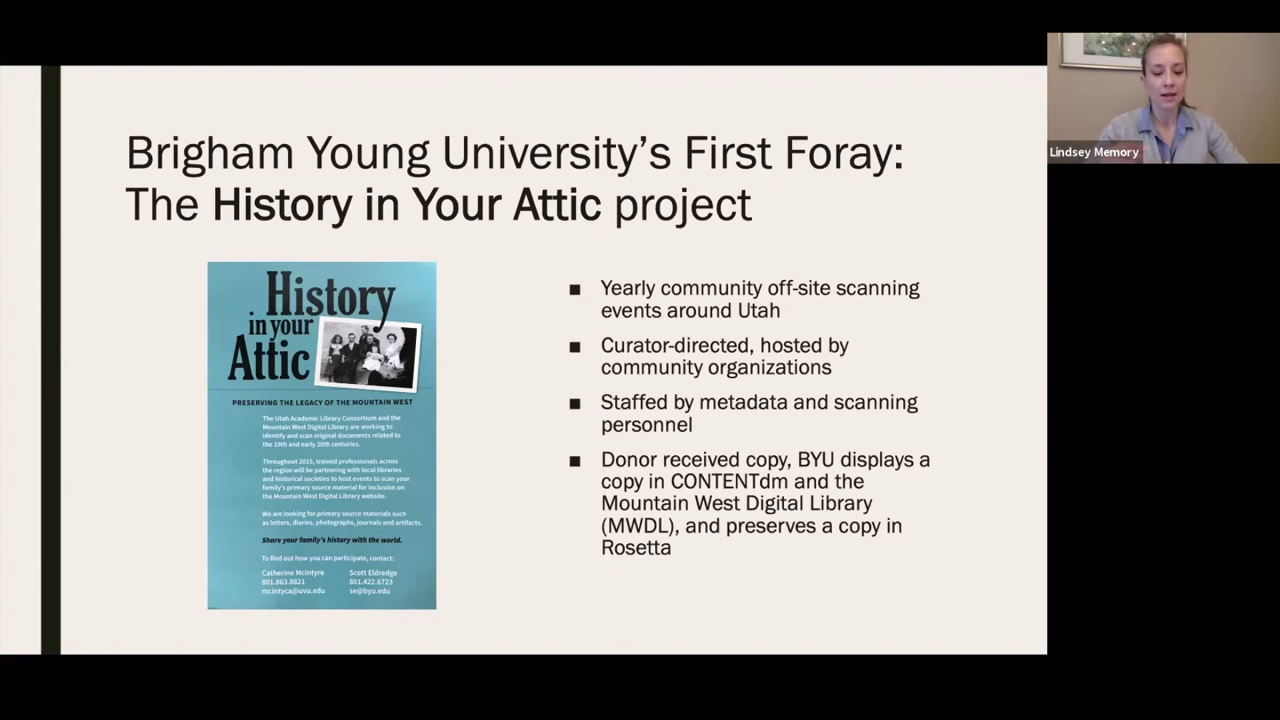 Brigham Young University's First Foray:
The History in Your Attic project
History
in your
Attic
PRESERVING THE LEGACY OF THE MOUNTAIN WEST
The Utah Academic Library Consortium and the
Mountain West Digital Library are working to
identify and scan original documents related to
the 19th and early 20th centuries.
Throughout 2015, trained professionals across
the region will be partnering with local libraries
and historical societies to host events to scan your
family's primary source material for inclusion on
the Mountain West Digital Library website.
We are looking for primary source materials such
as letters, diaries, photographs, journals and artifacts.
Share your family's history with the world.
To find out how you can participate, contact:
Catherine McIntyre
801.863.8821
mcintyca@uvu.edu
Scott Eldredge
801.422.6723
se@byu.edu
■ Yearly community off-site scanning
events around Utah
■ Curator-directed, hosted by
community organizations
■ Staffed by metadata and scanning
personnel
■ Donor received copy, BYU displays a
copy in CONTENTdm and the
Mountain West Digital Library
(MWDL), and preserves a copy in
Rosetta
Lindsey Memory